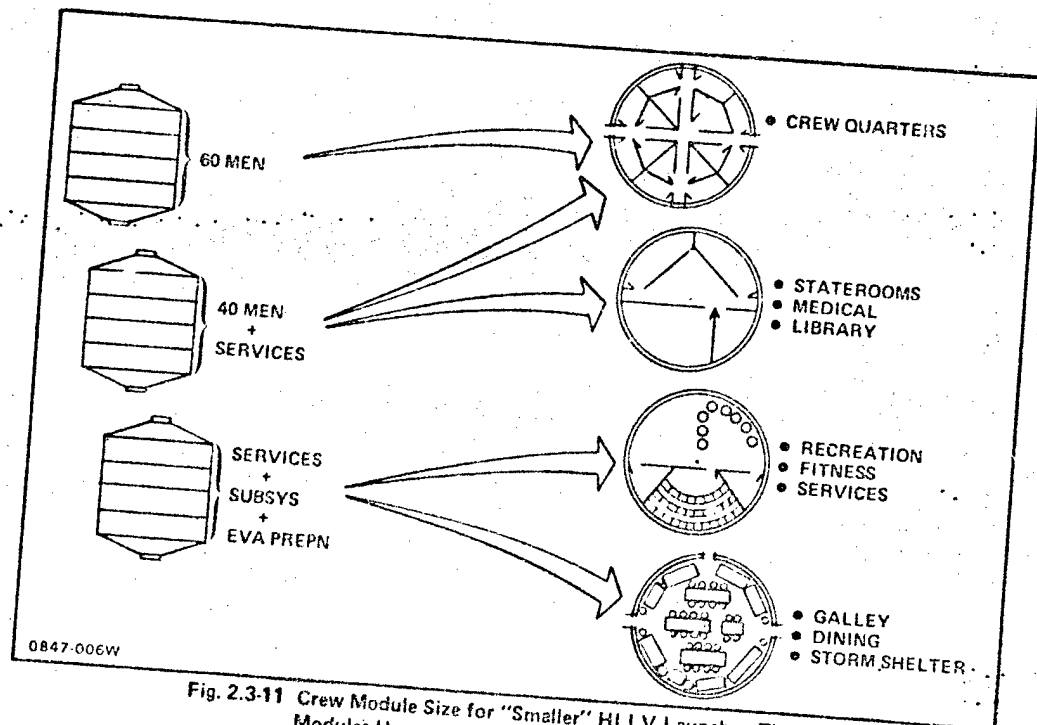 60 MEN
40 MEN
+
SERVICES
SERVICES
+
SUBSYS
+
EVA PREPN
• CREW QUARTERS
• STATEROOMS
• MEDICAL
• LIBRARY
• RECREATION
• FITNESS
• SERVICES
• GALLEY
• DINING
• STORM SHELTER
0847-006W
Fig. 2.3-11 Crew Module Size for "Smaller" HLLV